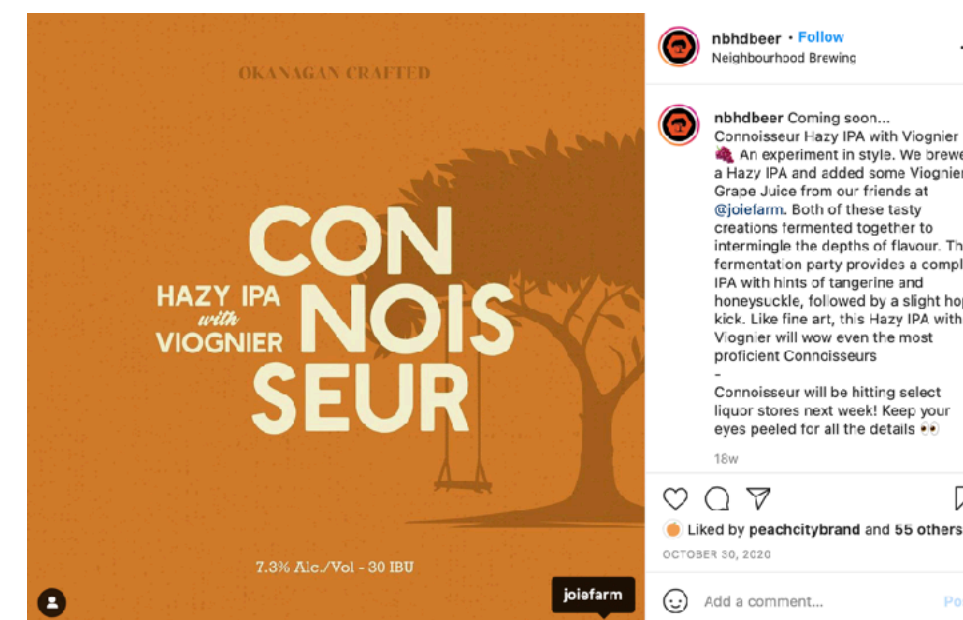 OKANAGAN CRAFTED
CON
NOIS
SEUR
HAZY IPA
with
VIOGNIER
7.3% Alc./Vol - 30 IBU
joiefarm
nbhdbeer • Follow
Neighbourhood Brewing
nbhdbeer Coming soon...
Connoisseur Hazy IPA with Viognier
🍇 An experiment in style. We brewe
a Hazy IPA and added some Viognier
Grape Juice from our friends at
@joiefarm. Both of these tasty
creations fermented together to
intermingle the depths of flavour. Th
fermentation party provides a compl
IPA with hints of tangerine and
honeysuckle, followed by a slight hop
kick. Like fine art, this Hazy IPA with
Viognier will wow even the most
proficient Connoisseurs
-
Connoisseur will be hitting select
liquor stores next week! Keep your
eyes peeled for all the details 👀
18w
Liked by peachcitybrand and 55 others
OCTOBER 30, 2020
Add a comment...
Po